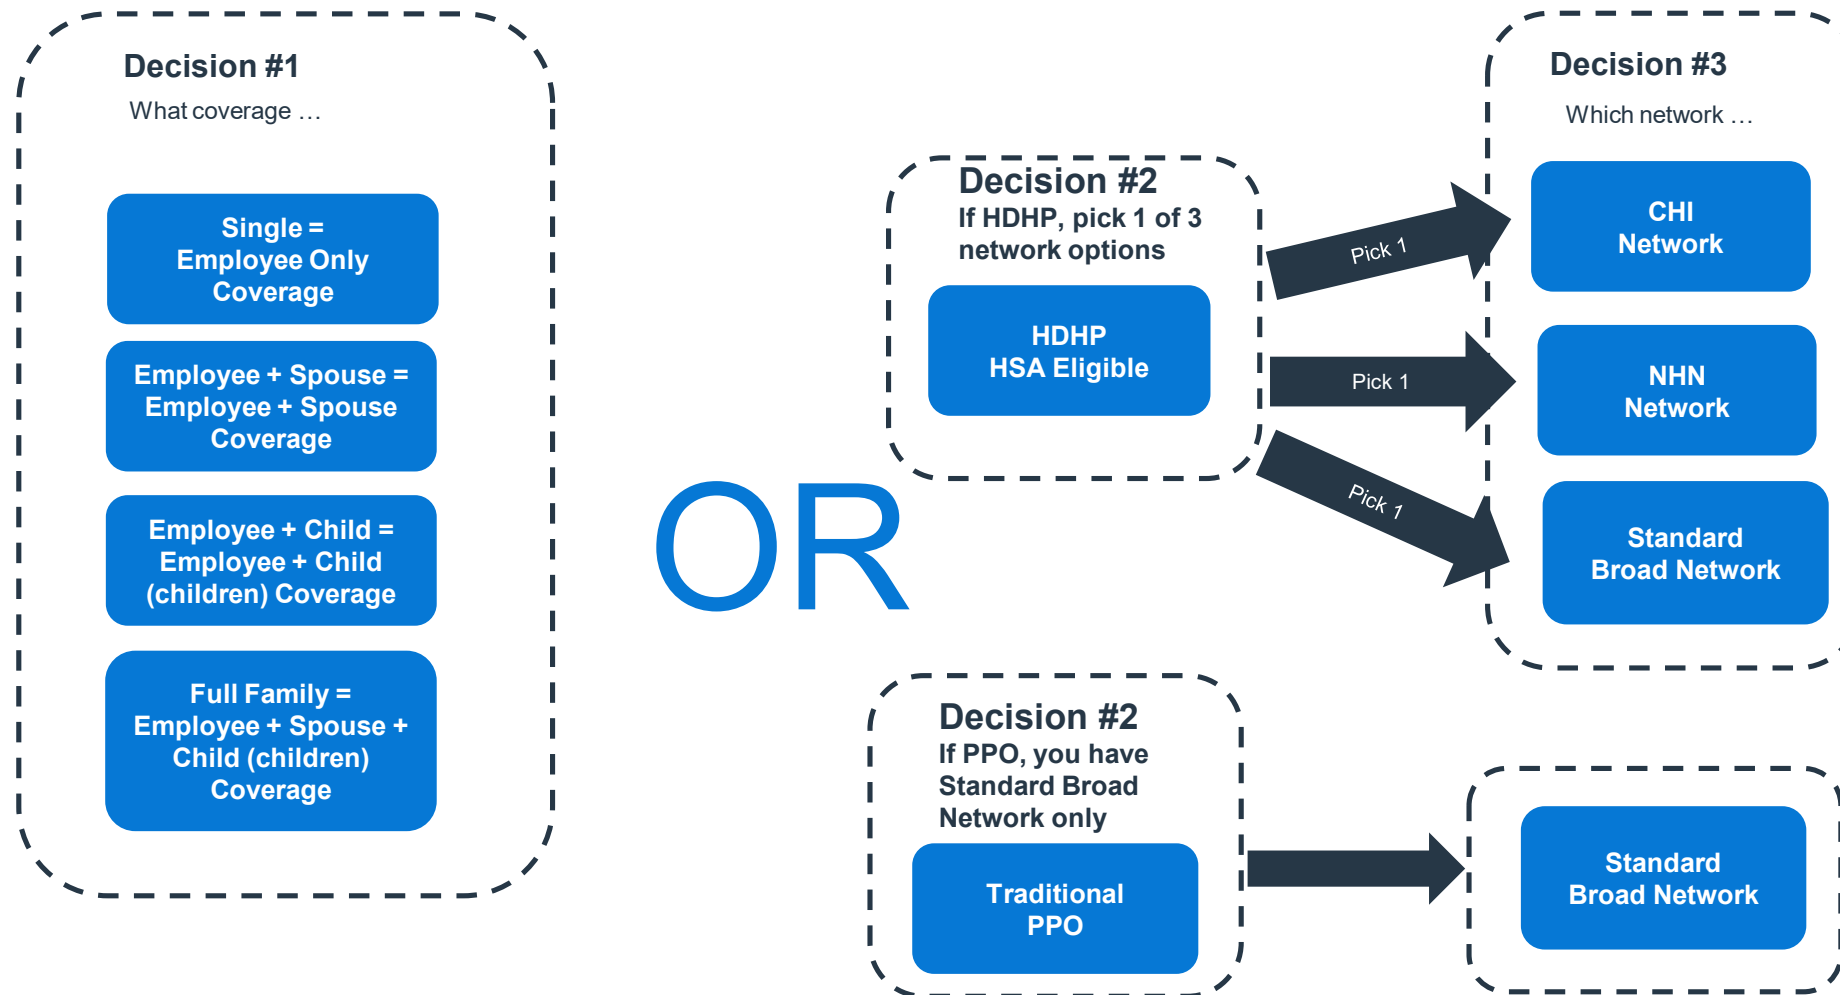 Decision #1
What coverage …
Single =
Employee Only
Coverage
Employee + Spouse =
Employee + Spouse
Coverage
Employee + Child =
Employee + Child
(children) Coverage
Full Family =
Employee + Spouse +
Child (children)
Coverage
OR
Decision #2
If HDHP, pick 1 of 3
network options
HDHP
HSA Eligible
Pick 1
Pick 1
Pick 1
Decision #3
Which network …
CHI
Network
NHN
Network
Standard
Broad Network
Decision #2
If PPO, you have
Standard Broad
Network only
Traditional
PPO
Standard
Broad Network